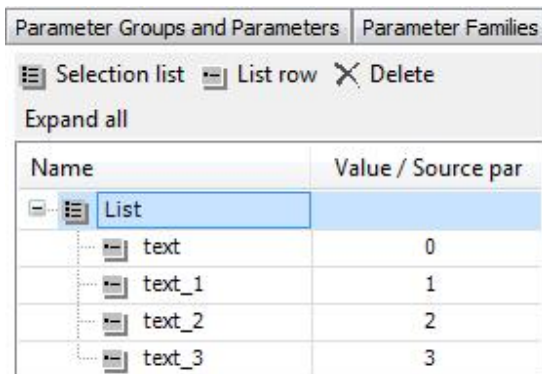 Parameter Groups and Parameters Parameter Families
Selection list List row Delete
Expand all
Name Value / Source par
List
text 0
text_1 1
text_2 2
text_3 3